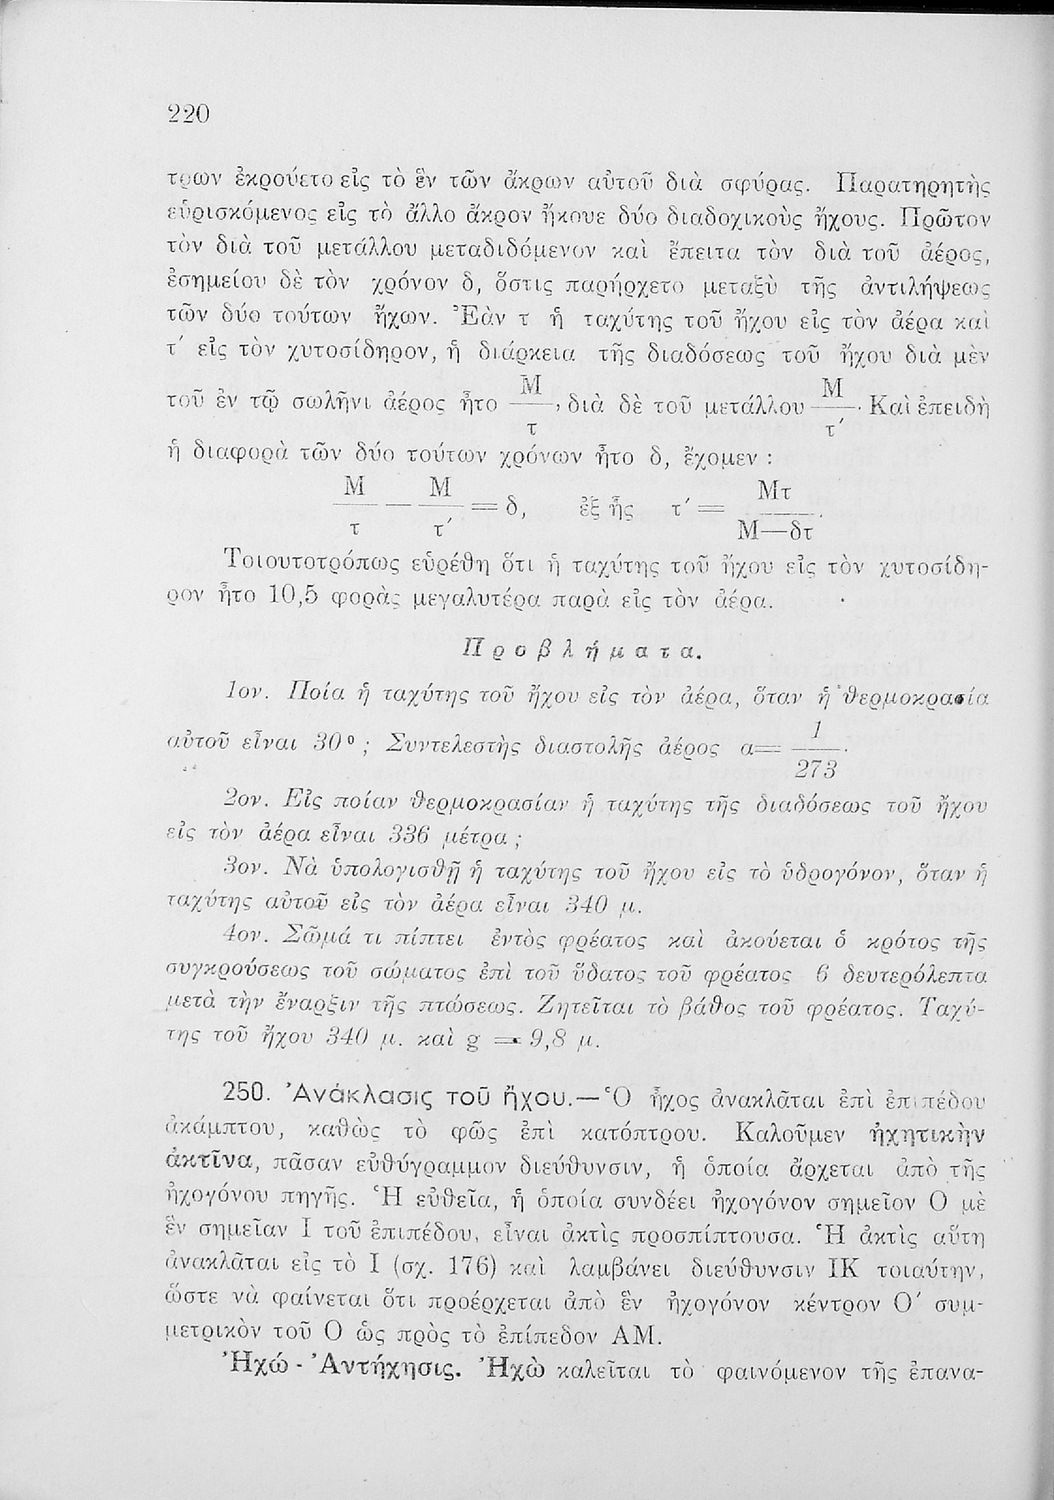 220
τρων ἐκρούετο εἰς τὸ ἓν τῶν ἄκρων αὐτοῦ διὰ σφύρας. Παρατηρητὴς
εὑρισκόμενος εἰς τὸ ἄλλο ἄκρον ἤκουε δύο διαδοχικοὺς ἤχους. Πρῶτον
τὸν διὰ τοῦ μετάλλου μεταδιδόμενον καὶ ἔπειτα τὸν διὰ τοῦ ἀέρος,
ἐσημείου δὲ τὸν χρόνον δ, ὅστις παρήρχετο μεταξὺ τῆς ἀντιλήψεως
τῶν δύο τούτων ἤχων. Ἐὰν τ ἡ ταχύτης τοῦ ἤχου εἰς τὸν ἀέρα καὶ
τ′ εἰς τὸν χυτοσίδηρον, ἡ διάρκεια τῆς διαδόσεως τοῦ ἤχου διὰ μὲν
τοῦ ἐν τῷ σωλῆνι ἀέρος ἦτο M/τ, διὰ δὲ τοῦ μετάλλου M/τ′. Καὶ ἐπειδὴ
ἡ διαφορὰ τῶν δύο τούτων χρόνων ἦτο δ, ἔχομεν :
M/τ — M/τ′ = δ, ἐξ ἧς τ′ = Μτ/(Μ—δτ).
Τοιουτοτρόπως εὑρέθη ὅτι ἡ ταχύτης τοῦ ἤχου εἰς τὸν χυτοσίδη-
ρον ἦτο 10,5 φορὰς μεγαλυτέρα παρὰ εἰς τὸν ἀέρα.
Προβλήματα.
1ον. Ποία ἡ ταχύτης τοῦ ἤχου εἰς τὸν ἀέρα, ὅταν ἡ θερμοκρασία
αὐτοῦ εἶναι 30° ; Συντελεστὴς διαστολῆς ἀέρος α= 1/273.
2ον. Εἰς ποίαν θερμοκρασίαν ἡ ταχύτης τῆς διαδόσεως τοῦ ἤχου
εἰς τὸν ἀέρα εἶναι 336 μέτρα ;
3ον. Νὰ ὑπολογισθῇ ἡ ταχύτης τοῦ ἤχου εἰς τὸ ὑδρογόνον, ὅταν ἡ
ταχύτης αὐτοῦ εἰς τὸν ἀέρα εἶναι 340 μ.
4ον. Σῶμά τι πίπτει ἐντὸς φρέατος καὶ ἀκούεται ὁ κρότος τῆς
συγκρούσεως τοῦ σώματος ἐπὶ τοῦ ὕδατος τοῦ φρέατος 6 δευτερόλεπτα
μετὰ τὴν ἔναρξιν τῆς πτώσεως. Ζητεῖται τὸ βάθος τοῦ φρέατος. Ταχύ-
της τοῦ ἤχου 340 μ. καὶ g = 9,8 μ.
250. Ἀνάκλασις τοῦ ἤχου.—Ὁ ἦχος ἀνακλᾶται ἐπὶ ἐπιπέδου
ἀκάμπτου, καθὼς τὸ φῶς ἐπὶ κατόπτρου. Καλοῦμεν ἠχητικὴν
ἀκτῖνα, πᾶσαν εὐθύγραμμον διεύθυνσιν, ἡ ὁποία ἄρχεται ἀπὸ τῆς
ἠχογόνου πηγῆς. Ἡ εὐθεῖα, ἡ ὁποία συνδέει ἠχογόνον σημεῖον Ο μὲ
ἓν σημεῖαν Ι τοῦ ἐπιπέδου, εἶναι ἀκτὶς προσπίπτουσα. Ἡ ἀκτὶς αὕτη
ἀνακλᾶται εἰς τὸ Ι (σχ. 176) καὶ λαμβάνει διεύθυνσιν ΙΚ τοιαύτην,
ὥστε νὰ φαίνεται ὅτι προέρχεται ἀπὸ ἓν ἠχογόνον κέντρον Ο′ συμ-
μετρικὸν τοῦ Ο ὡς πρὸς τὸ ἐπίπεδον ΑΜ.
Ἠχώ - Ἀντήχησις. Ἠχὼ καλεῖται τὸ φαινόμενον τῆς ἐπανα-